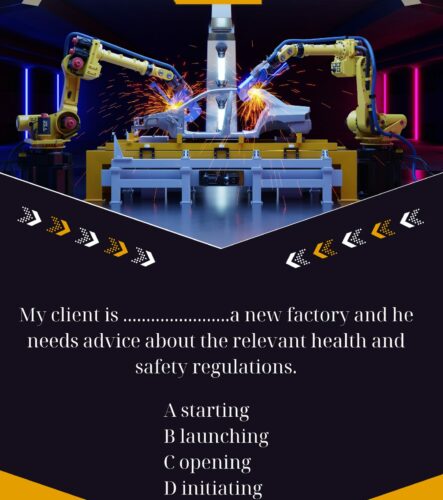 My client is .......................a new factory and he
needs advice about the relevant health and
safety regulations.
A starting
B launching
C opening
D initiating